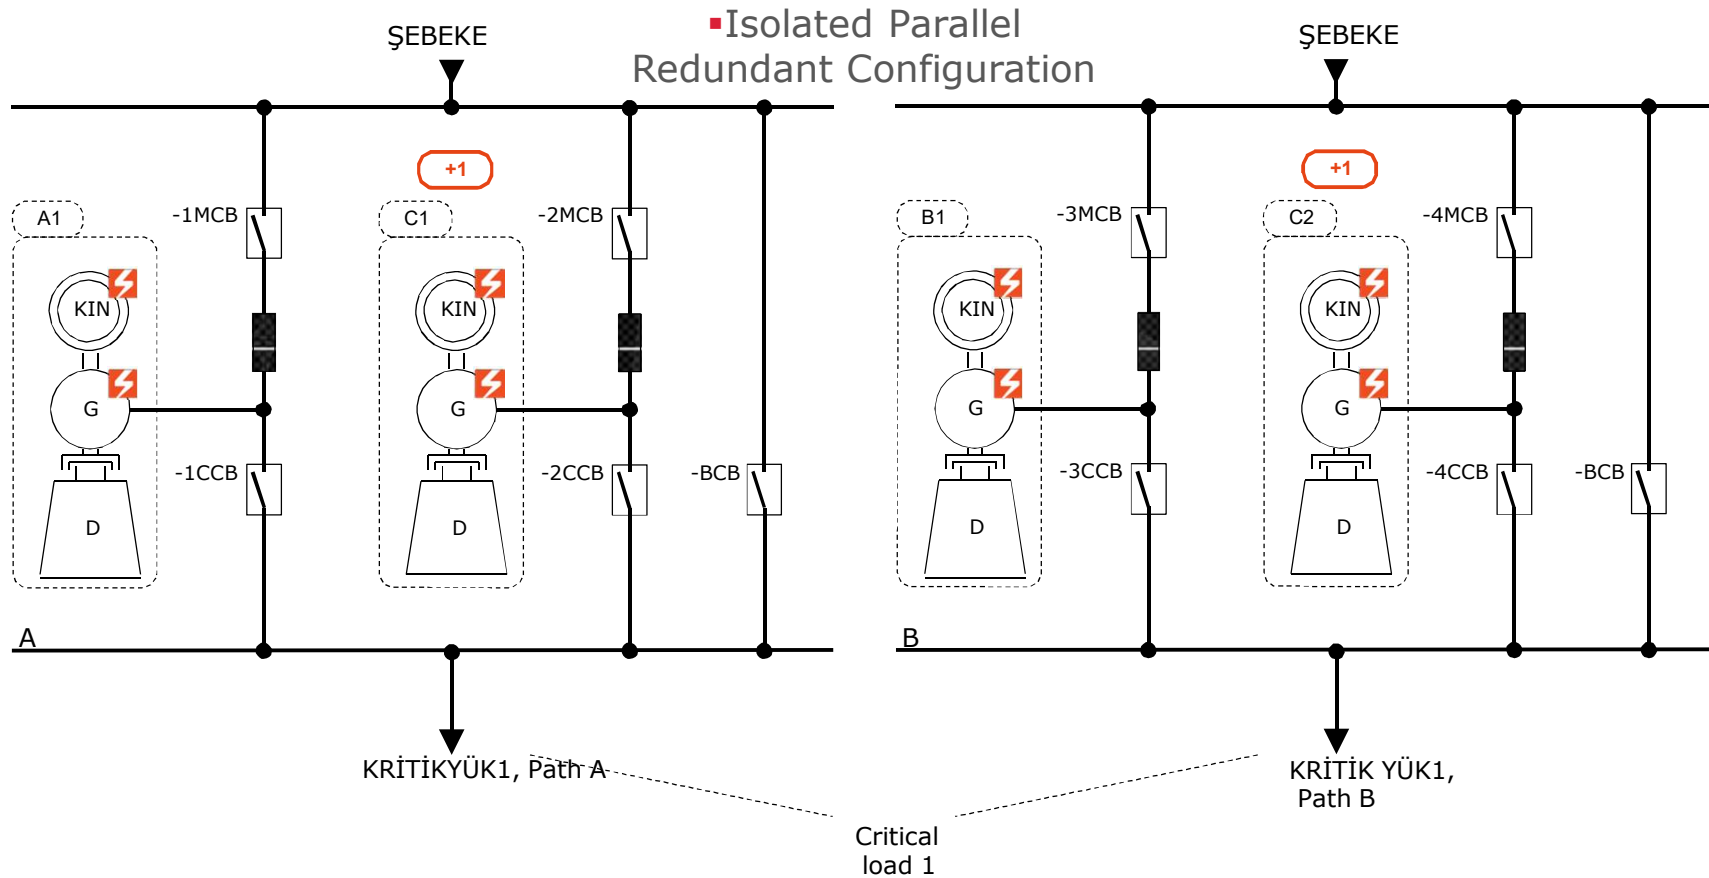 ▪Isolated Parallel
Redundant Configuration
ŞEBEKE
ŞEBEKE
+1
+1
A1
-1MCB
C1
-2MCB
B1
-3MCB
C2
-4MCB
KIN
KIN
KIN
KIN
G
G
G
G
-1CCB
-2CCB
-BCB
-3CCB
-4CCB
-BCB
D
D
D
D
A
B
KRİTİKYÜK1, Path A
KRİTİK YÜK1,
Path B
Critical
load 1